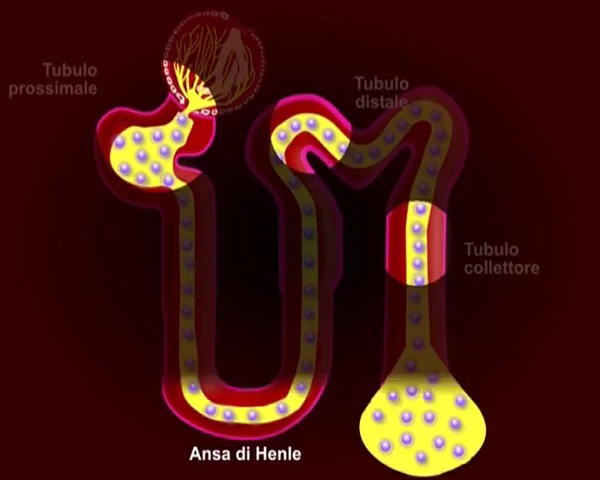 Tubulo
prossimale
Tubulo
distale
Tubulo
collettore
Ansa di Henle